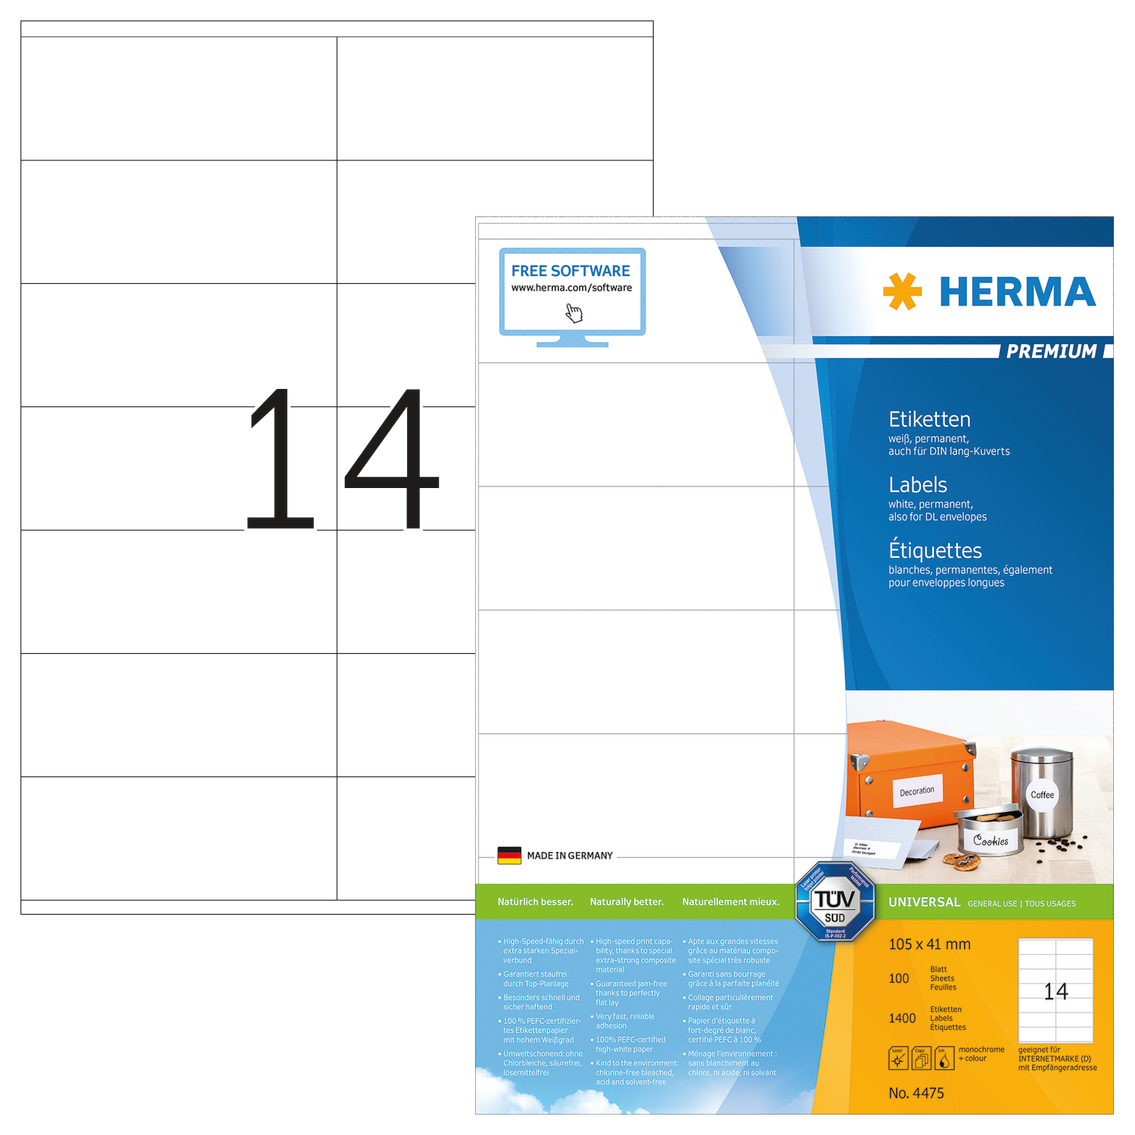 14
FREE SOFTWARE
www.herma.com/software
HERMA
PREMIUM
Etiketten
weiß, permanent,
auch für DIN lang-Kuverts
Labels
white, permanent,
also for DL envelopes
Étiquettes
blanches, permanentes, également
pour enveloppes longues
Decoration
Coffee
Cookies
MADE IN GERMANY
Natürlich besser.
Naturally better.
Naturellement mieux.
TÜV
SÜD
Standard
IS-P-002-2
UNIVERSAL GENERAL USE | TOUS USAGES
• High-Speed-fähig durch
extra starken Spezial-
verbund
• Garantiert staufrei
durch Top-Planlage
• Besonders schnell und
sicher haftend
• 100 % PEFC-zertifizier-
tes Etikettenpapier
mit hohem Weißgrad
• Umweltschonend: ohne
Chlorbleiche, säurefrei,
lösemittelfrei
• High-speed print capa-
bility, thanks to special
extra-strong composite
material
• Guaranteed jam-free
thanks to perfectly
flat lay
• Very fast, reliable
adhesion
• 100% PEFC-certified
high-white paper
• Kind to the environment:
chlorine-free bleached,
acid and solvent-free
• Apte aux grandes vitesses
grâce au matériau compo-
site spécial très robuste
• Garanti sans bourrage
grâce à la parfaite planéité
• Collage particulièrement
rapide et sûr
• Papier d'étiquette à
fort-degré de blanc,
certifié PEFC à 100 %
• Ménage l'environnement :
sans blanchiment au
chlore, ni acide, ni solvant
105 x 41 mm
100
Blatt
Sheets
Feuilles
1400
Etiketten
Labels
Étiquettes
14
Laser
Copy
Ink
monochrome
+ colour
geeignet für
INTERNETMARKE (D)
mit Empfängeradresse
No. 4475